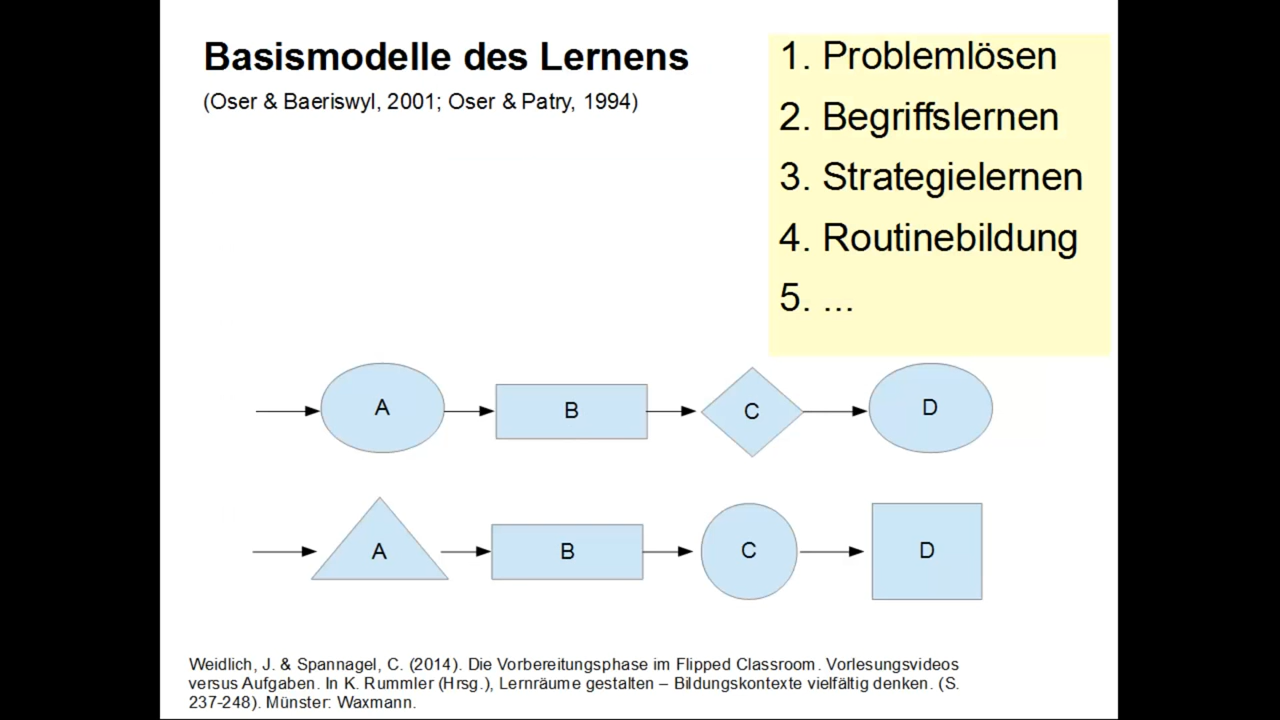 Basismodelle des Lernens
(Oser & Baeriswyl, 2001; Oser & Patry, 1994)
1. Problemlösen
2. Begriffslernen
3. Strategielernen
4. Routinebildung
5. ...
A B C D
A B C D
Weidlich, J. & Spannagel, C. (2014). Die Vorbereitungsphase im Flipped Classroom. Vorlesungsvideos
versus Aufgaben. In K. Rummler (Hrsg.), Lernräume gestalten – Bildungskontexte vielfältig denken. (S.
237-248). Münster: Waxmann.